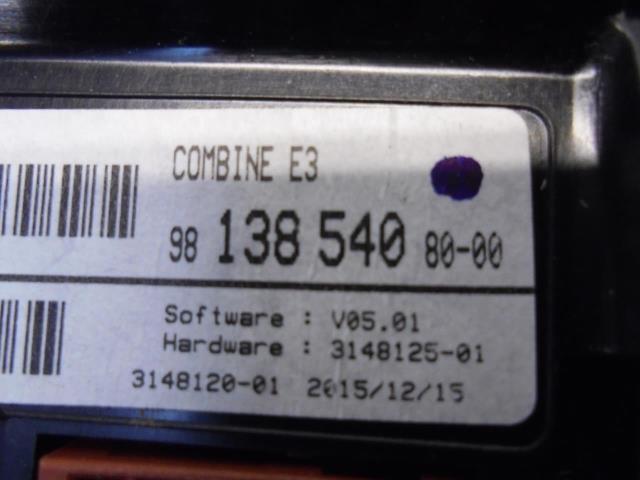 COMBINE E3
98 138 540 80-00
Software : V05.01
Hardware : 3148125-01
3148120-01 2015/12/15